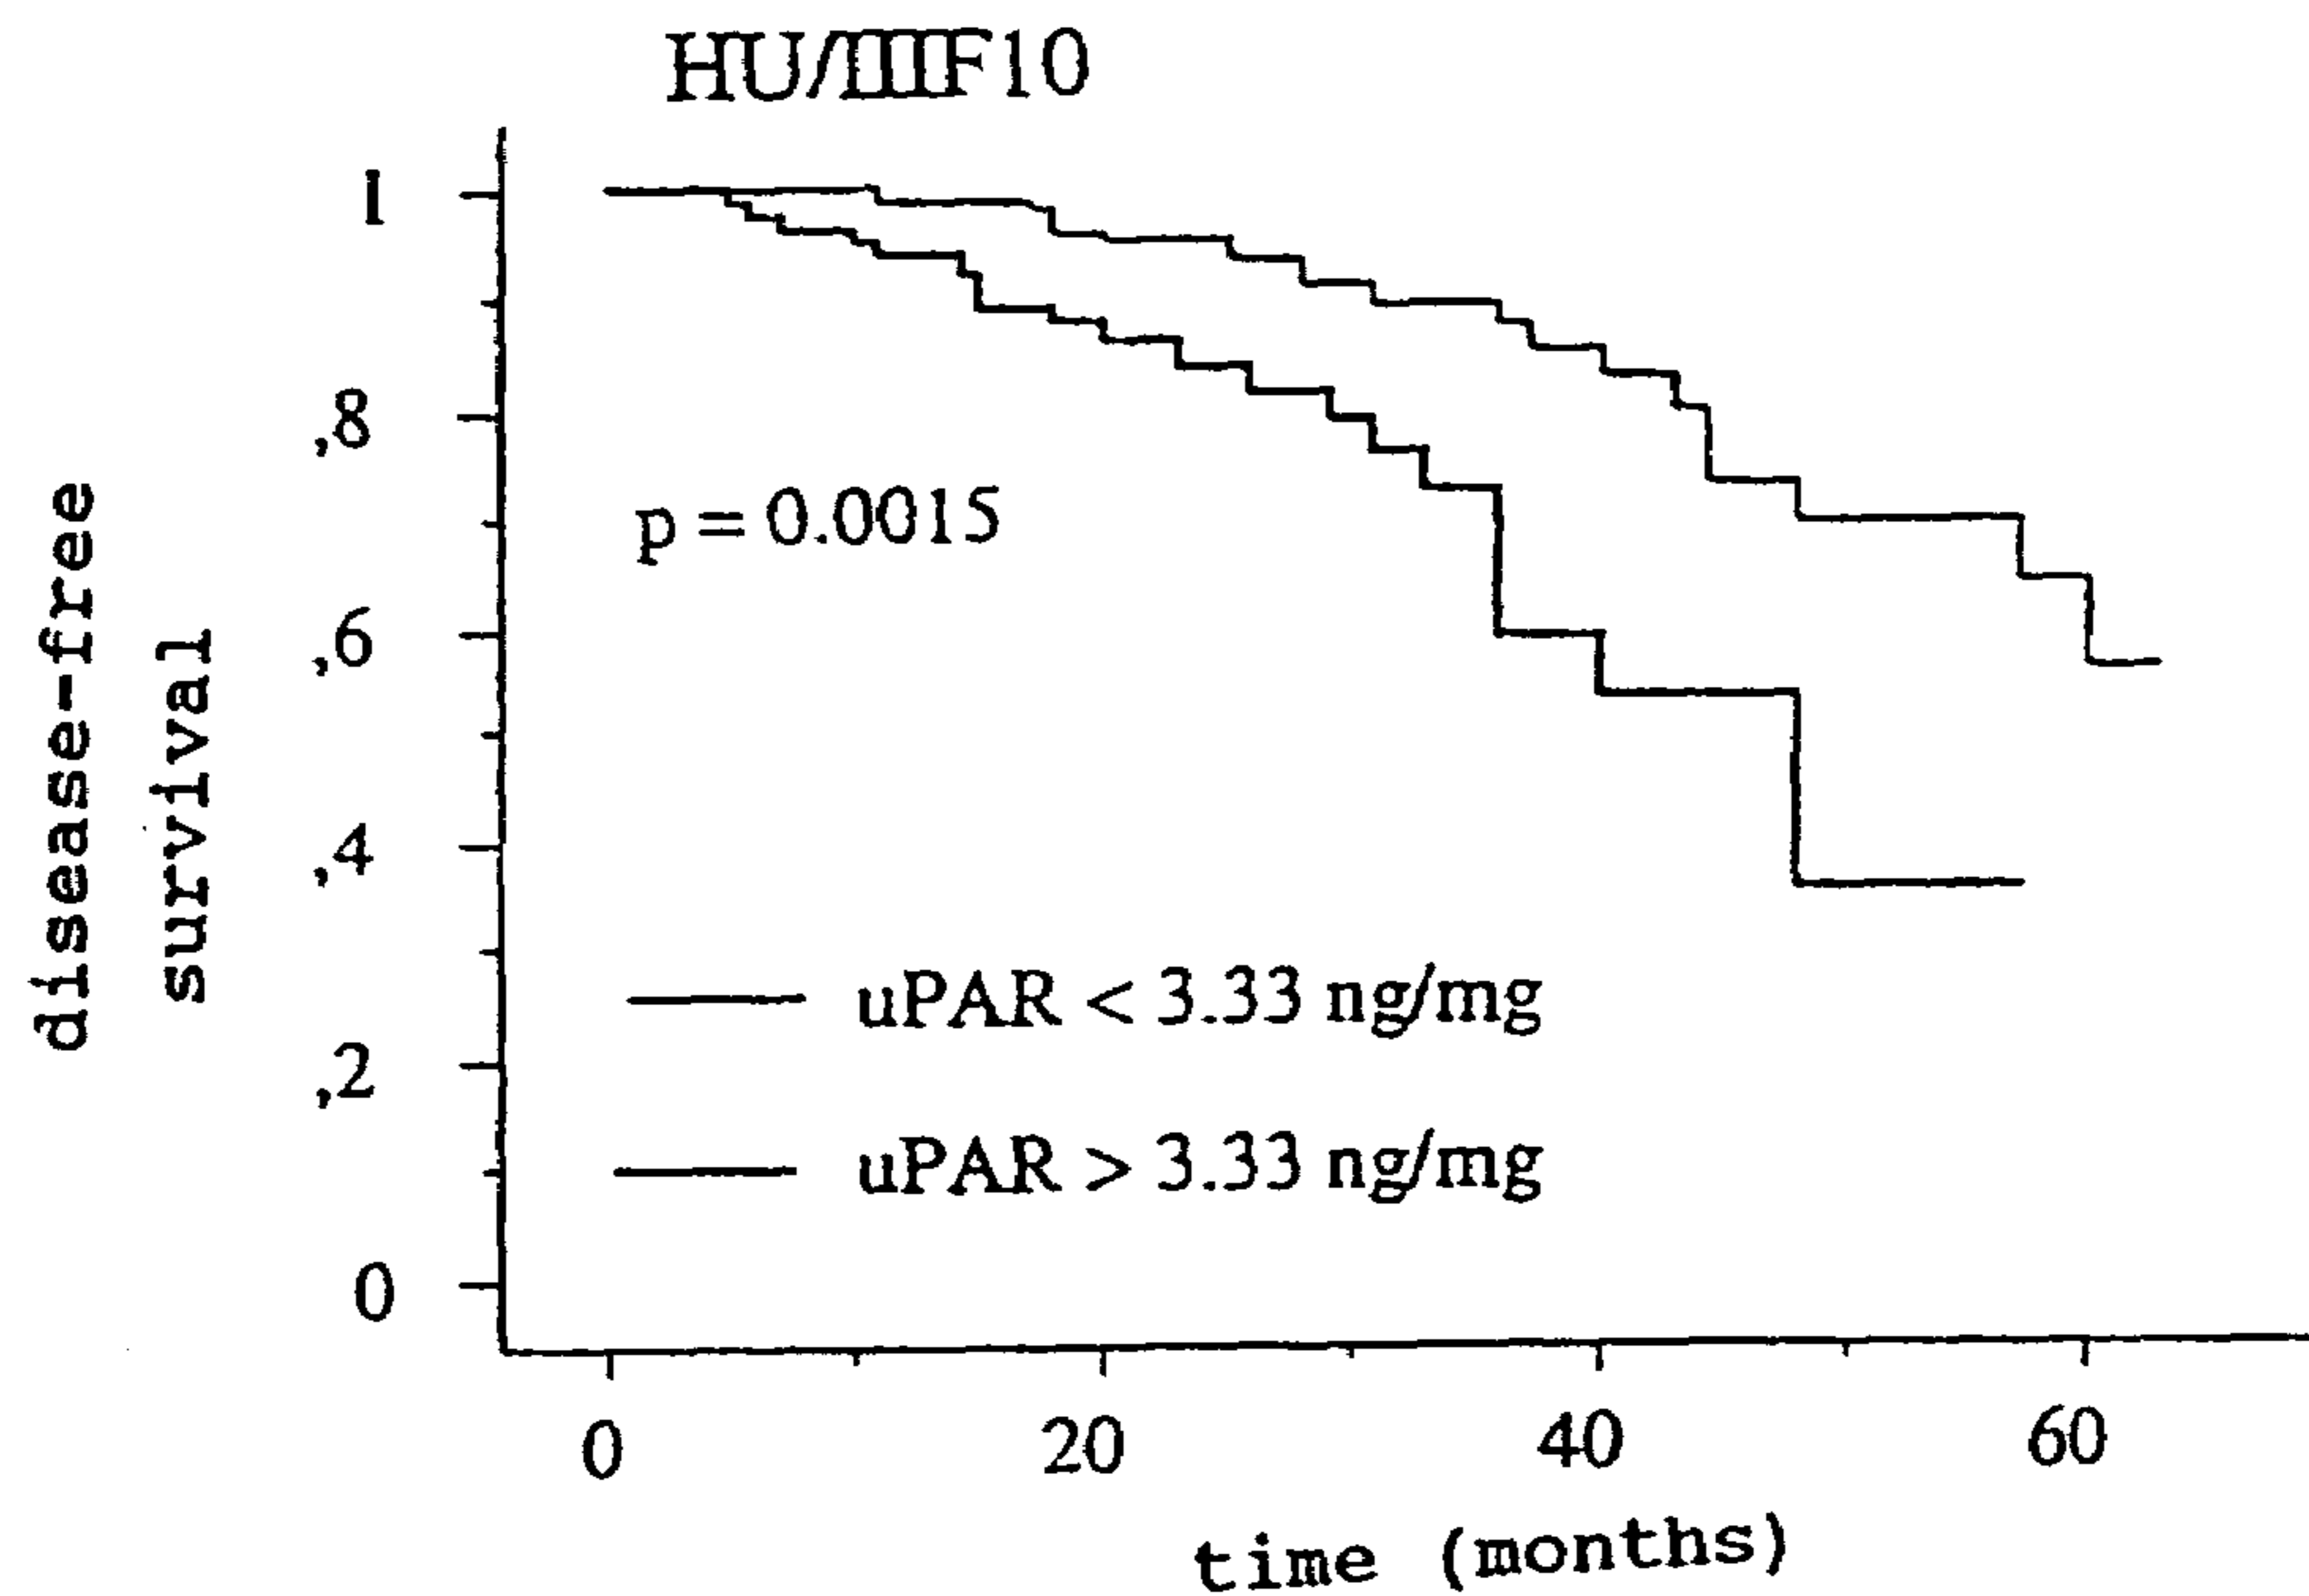 HU/IIIF10
1
,8
,6
,4
,2
0
disease-free
survival
p = 0.0015
uPAR < 3.33 ng/mg
uPAR > 3.33 ng/mg
0 20 40 60
time (months)